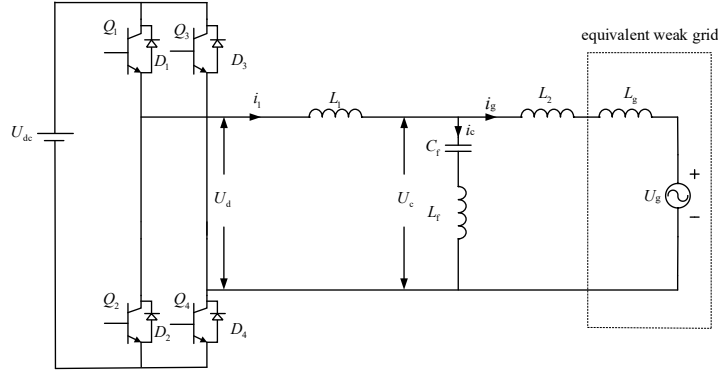 equivalent weak grid
Q1
Q3
D1
D3
i1
L1
ig
L2
Lg
ic
Cf
Udc
Ud
Uc
Lf
Ug
+
−
Q2
Q4
D2
D4